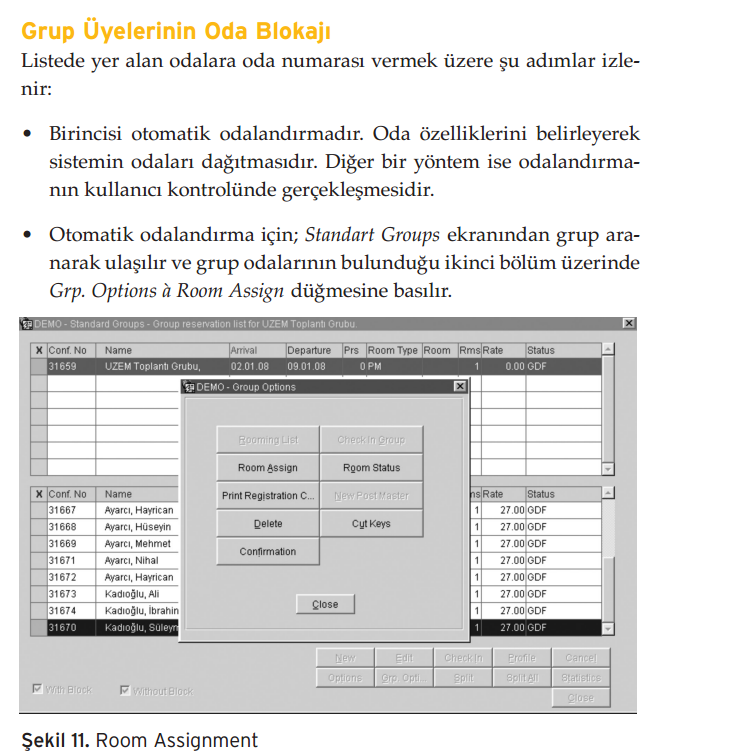 Grup Üyelerinin Oda Blokajı
Listede yer alan odalara oda numarası vermek üzere şu adımlar izle-
nir:
• Birincisi otomatik odalandırmadır. Oda özelliklerini belirleyerek
sistemin odaları dağıtmasıdır. Diğer bir yöntem ise odalandırma-
nın kullanıcı kontrolünde gerçekleşmesidir.
• Otomatik odalandırma için; Standart Groups ekranından grup ara-
narak ulaşılır ve grup odalarının bulunduğu ikinci bölüm üzerinde
Grp. Options à Room Assign düğmesine basılır.
DEMO - Standard Groups - Group reservation list for UZEM Toplantı Grubu.
X Conf. No Name Arrival Departure Prs Room Type Room Rms Rate Status
31659 UZEM Toplantı Grubu, 02.01.08 09.01.08 0 PM 1 0.00 GDF
DEMO - Group Options
Rooming List Check In Group
Room Assign Room Status
Print Registration C... New Post Master
Delete Cut Keys
Confirmation
Close
X Conf. No Name ms Rate Status
31667 Ayarcı, Hayrican 1 27.00 GDF
31668 Ayarcı, Hüseyin 1 27.00 GDF
31669 Ayarcı, Mehmet 1 27.00 GDF
31671 Ayarcı, Nihal 1 27.00 GDF
31672 Ayarcı, Hayrican 1 27.00 GDF
31673 Kadıoğlu, Ali 1 27.00 GDF
31674 Kadıoğlu, İbrahin 1 27.00 GDF
31670 Kadıoğlu, Süleym 1 27.00 GDF
New Edit Check In Profile Cancel
Options Grp. Opti... Split Split All Statistics
With Block Without Block
Close
Şekil 11. Room Assignment